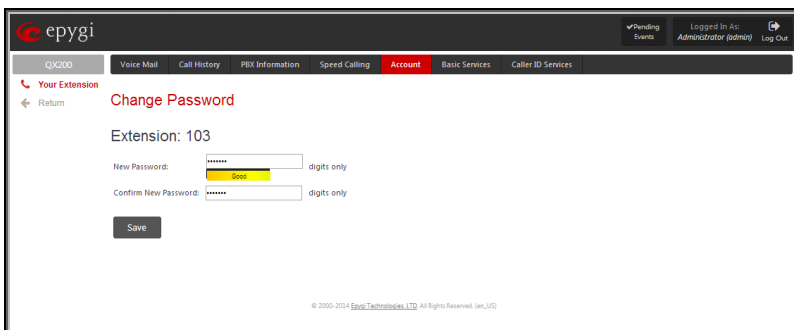 epygi
✔Pending
Events
Logged In As:
Administrator (admin)
Log Out
QX200
Voice Mail
Call History
PBX Information
Speed Calling
Account
Basic Services
Caller ID Services
Your Extension
Return
Change Password
Extension: 103
New Password: ••••••• digits only
Good
Confirm New Password: ••••••• digits only
Save
© 2000-2014 Epygi Technologies, LTD. All Rights Reserved. (en_US)